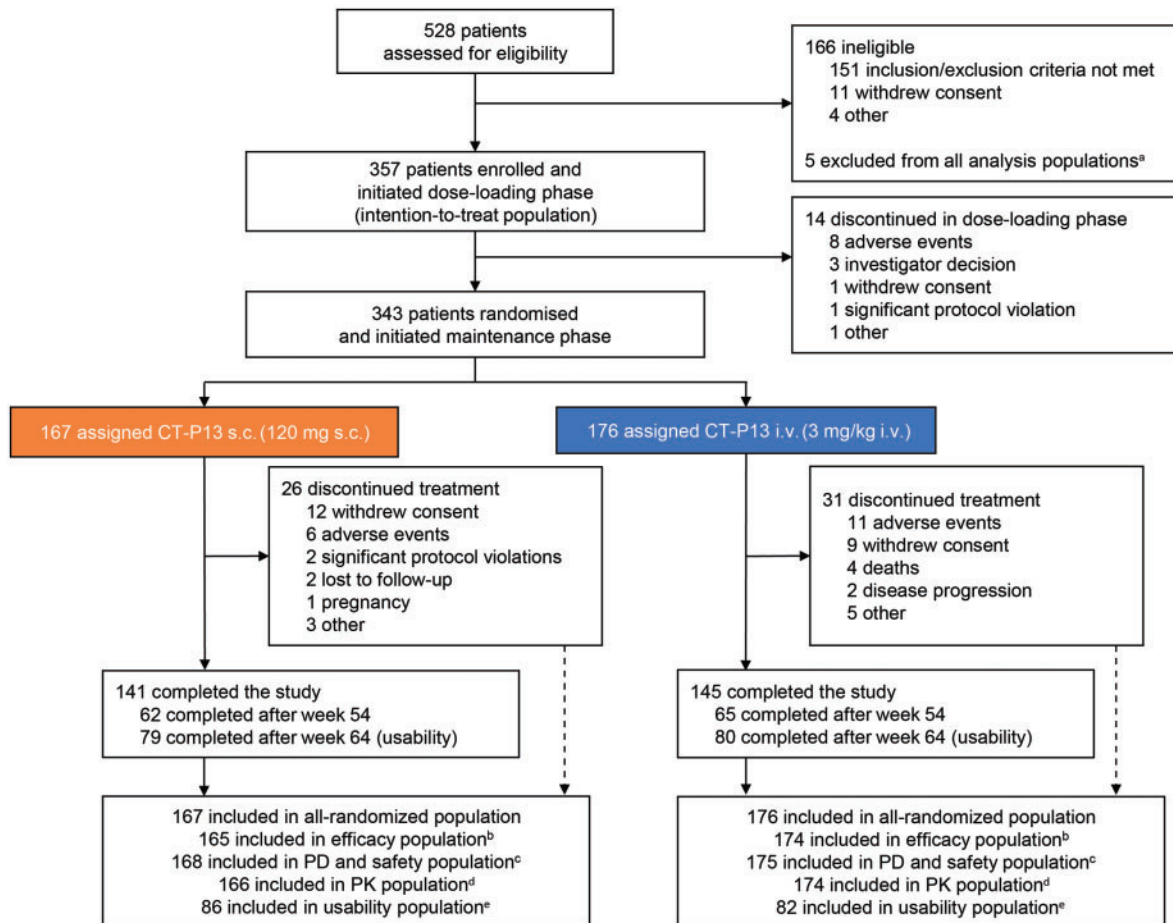 528 patients
assessed for eligibility
166 ineligible
151 inclusion/exclusion criteria not met
11 withdrew consent
4 other
5 excluded from all analysis populationsᵃ
357 patients enrolled and
initiated dose-loading phase
(intention-to-treat population)
14 discontinued in dose-loading phase
8 adverse events
3 investigator decision
1 withdrew consent
1 significant protocol violation
1 other
343 patients randomised
and initiated maintenance phase
167 assigned CT-P13 s.c. (120 mg s.c.)
176 assigned CT-P13 i.v. (3 mg/kg i.v.)
26 discontinued treatment
12 withdrew consent
6 adverse events
2 significant protocol violations
2 lost to follow-up
1 pregnancy
3 other
31 discontinued treatment
11 adverse events
9 withdrew consent
4 deaths
2 disease progression
5 other
141 completed the study
62 completed after week 54
79 completed after week 64 (usability)
145 completed the study
65 completed after week 54
80 completed after week 64 (usability)
167 included in all-randomized population
165 included in efficacy populationᵇ
168 included in PD and safety populationᶜ
166 included in PK populationᵈ
86 included in usability populationᵉ
176 included in all-randomized population
174 included in efficacy populationᵇ
175 included in PD and safety populationᶜ
174 included in PK populationᵈ
82 included in usability populationᵉ